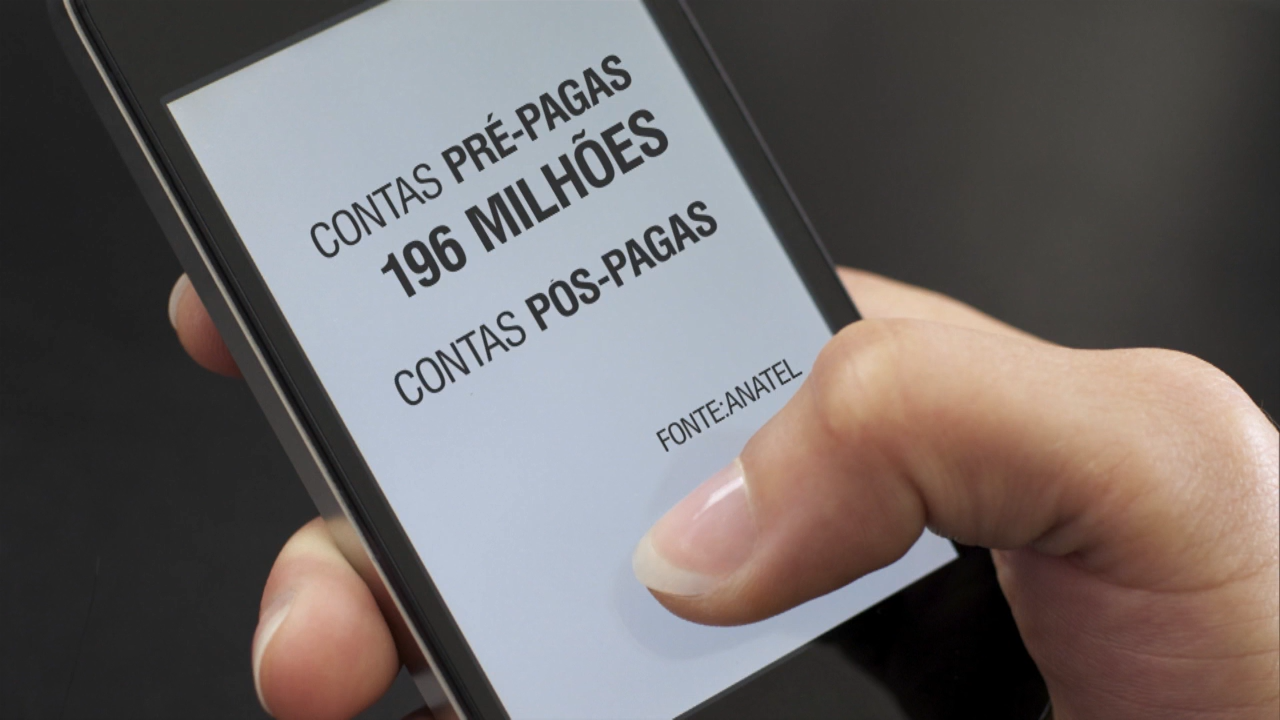 CONTAS PRÉ-PAGAS
196 MILHÕES
CONTAS PÓS-PAGAS
FONTE:ANATEL